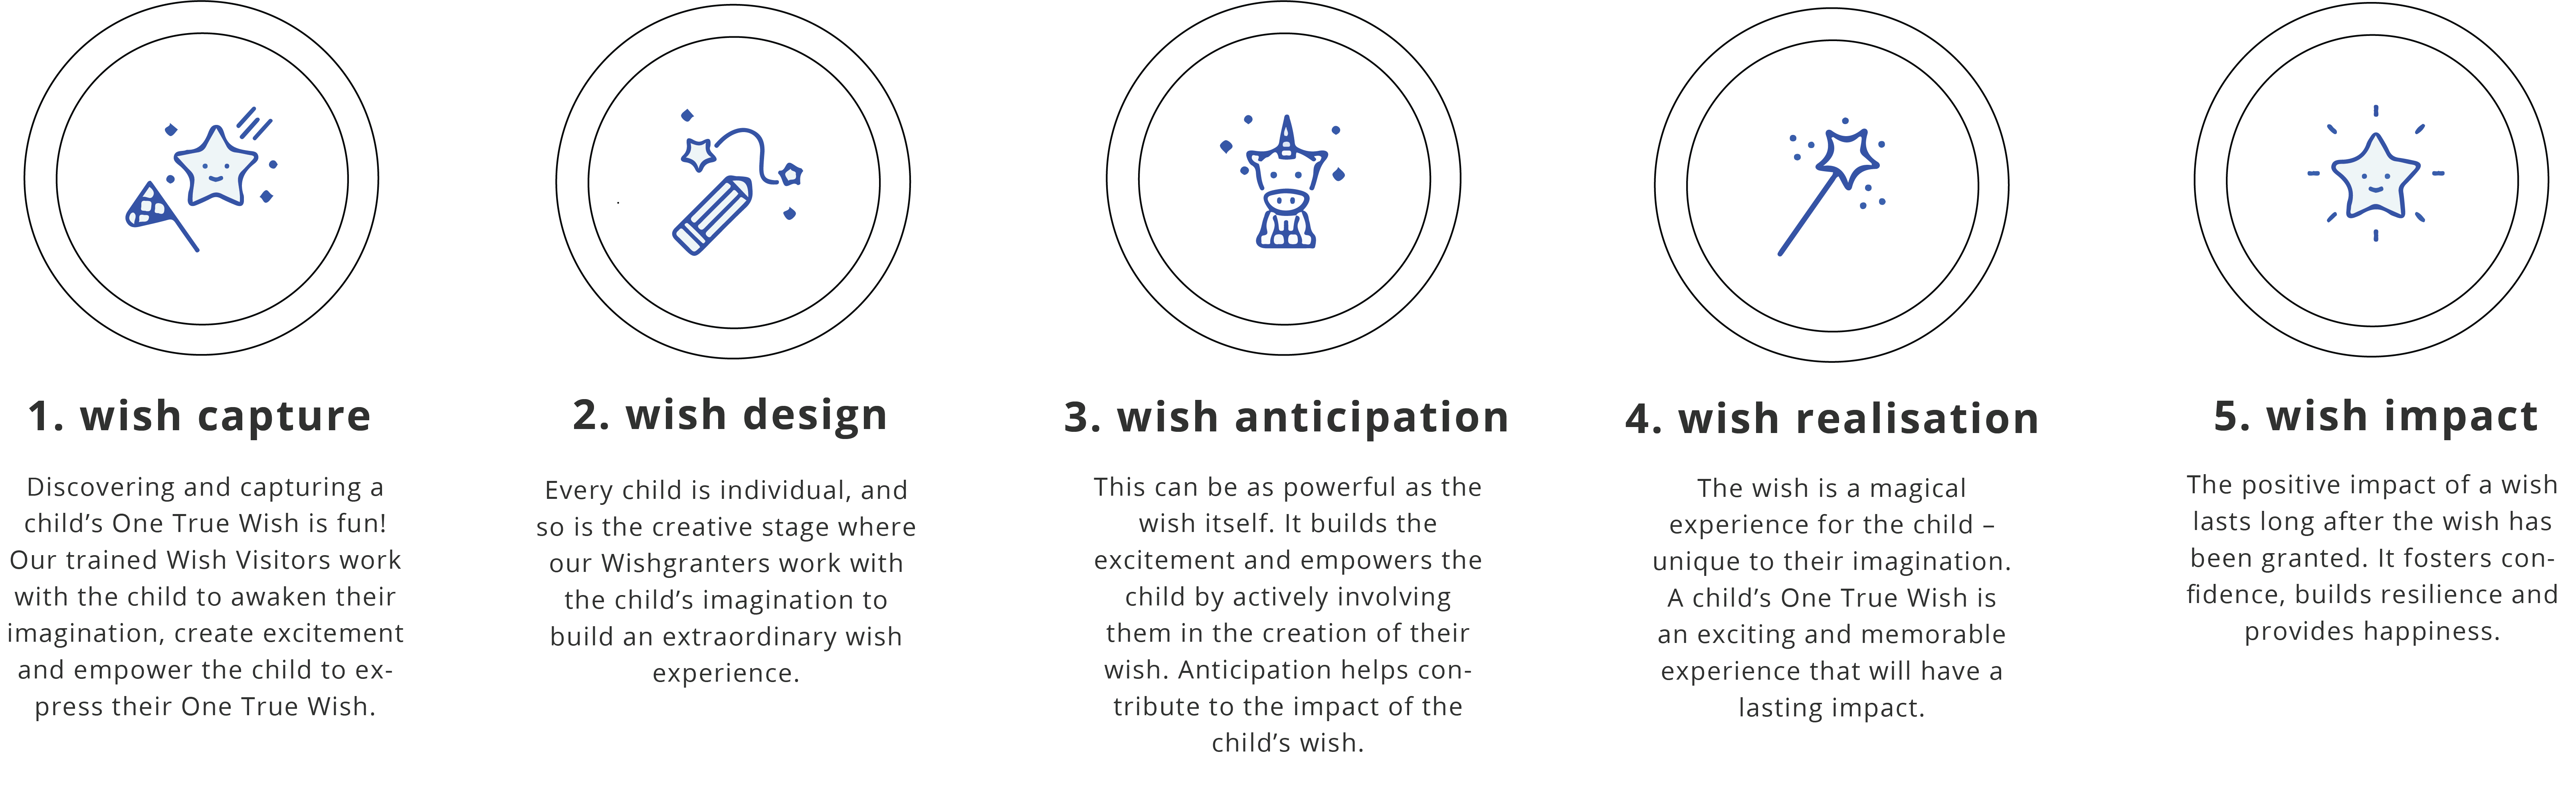 1. wish capture
Discovering and capturing a
child’s One True Wish is fun!
Our trained Wish Visitors work
with the child to awaken their
imagination, create excitement
and empower the child to ex-
press their One True Wish.
2. wish design
Every child is individual, and
so is the creative stage where
our Wishgranters work with
the child’s imagination to
build an extraordinary wish
experience.
3. wish anticipation
This can be as powerful as the
wish itself. It builds the
excitement and empowers the
child by actively involving
them in the creation of their
wish. Anticipation helps con-
tribute to the impact of the
child’s wish.
4. wish realisation
The wish is a magical
experience for the child –
unique to their imagination.
A child’s One True Wish is
an exciting and memorable
experience that will have a
lasting impact.
5. wish impact
The positive impact of a wish
lasts long after the wish has
been granted. It fosters con-
fidence, builds resilience and
provides happiness.